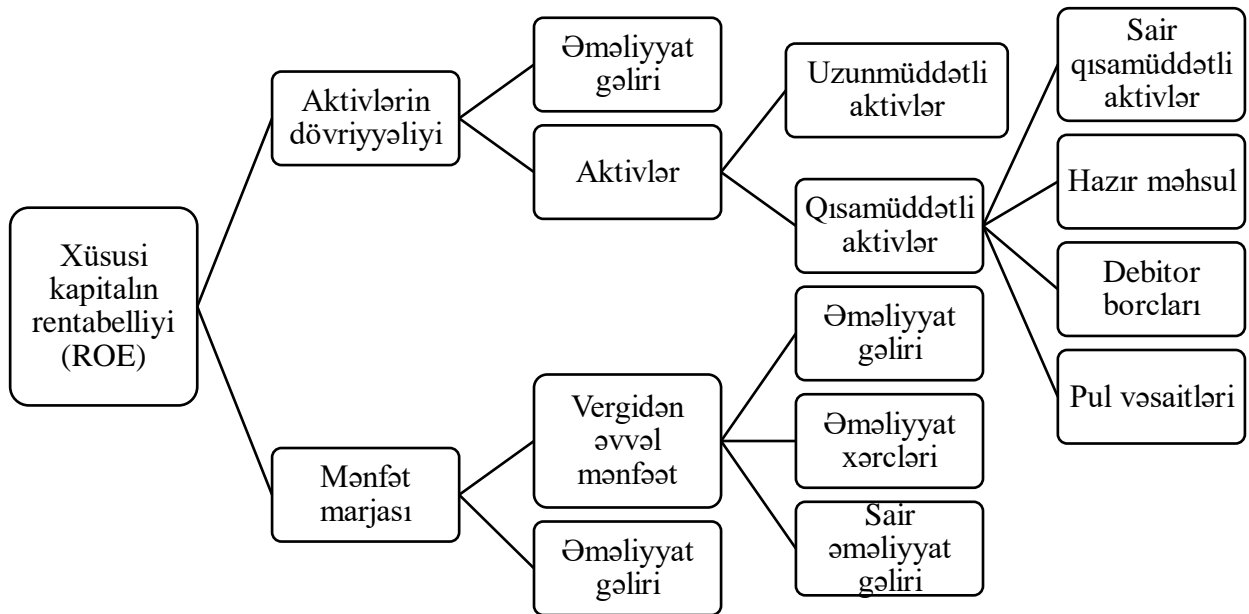 Xüsusi
kapitalın
rentabelliyi
(ROE)
Aktivlərin
dövriyyəliyi
Mənfət
marjası
Əməliyyat
gəliri
Aktivlər
Vergidən
əvvəl
mənfəət
Əməliyyat
gəliri
Uzunmüddətli
aktivlər
Qısamüddətli
aktivlər
Əməliyyat
gəliri
Əməliyyat
xərcləri
Sair
əməliyyat
gəliri
Sair
qısamüddətli
aktivlər
Hazır məhsul
Debitor
borcları
Pul vəsaitləri